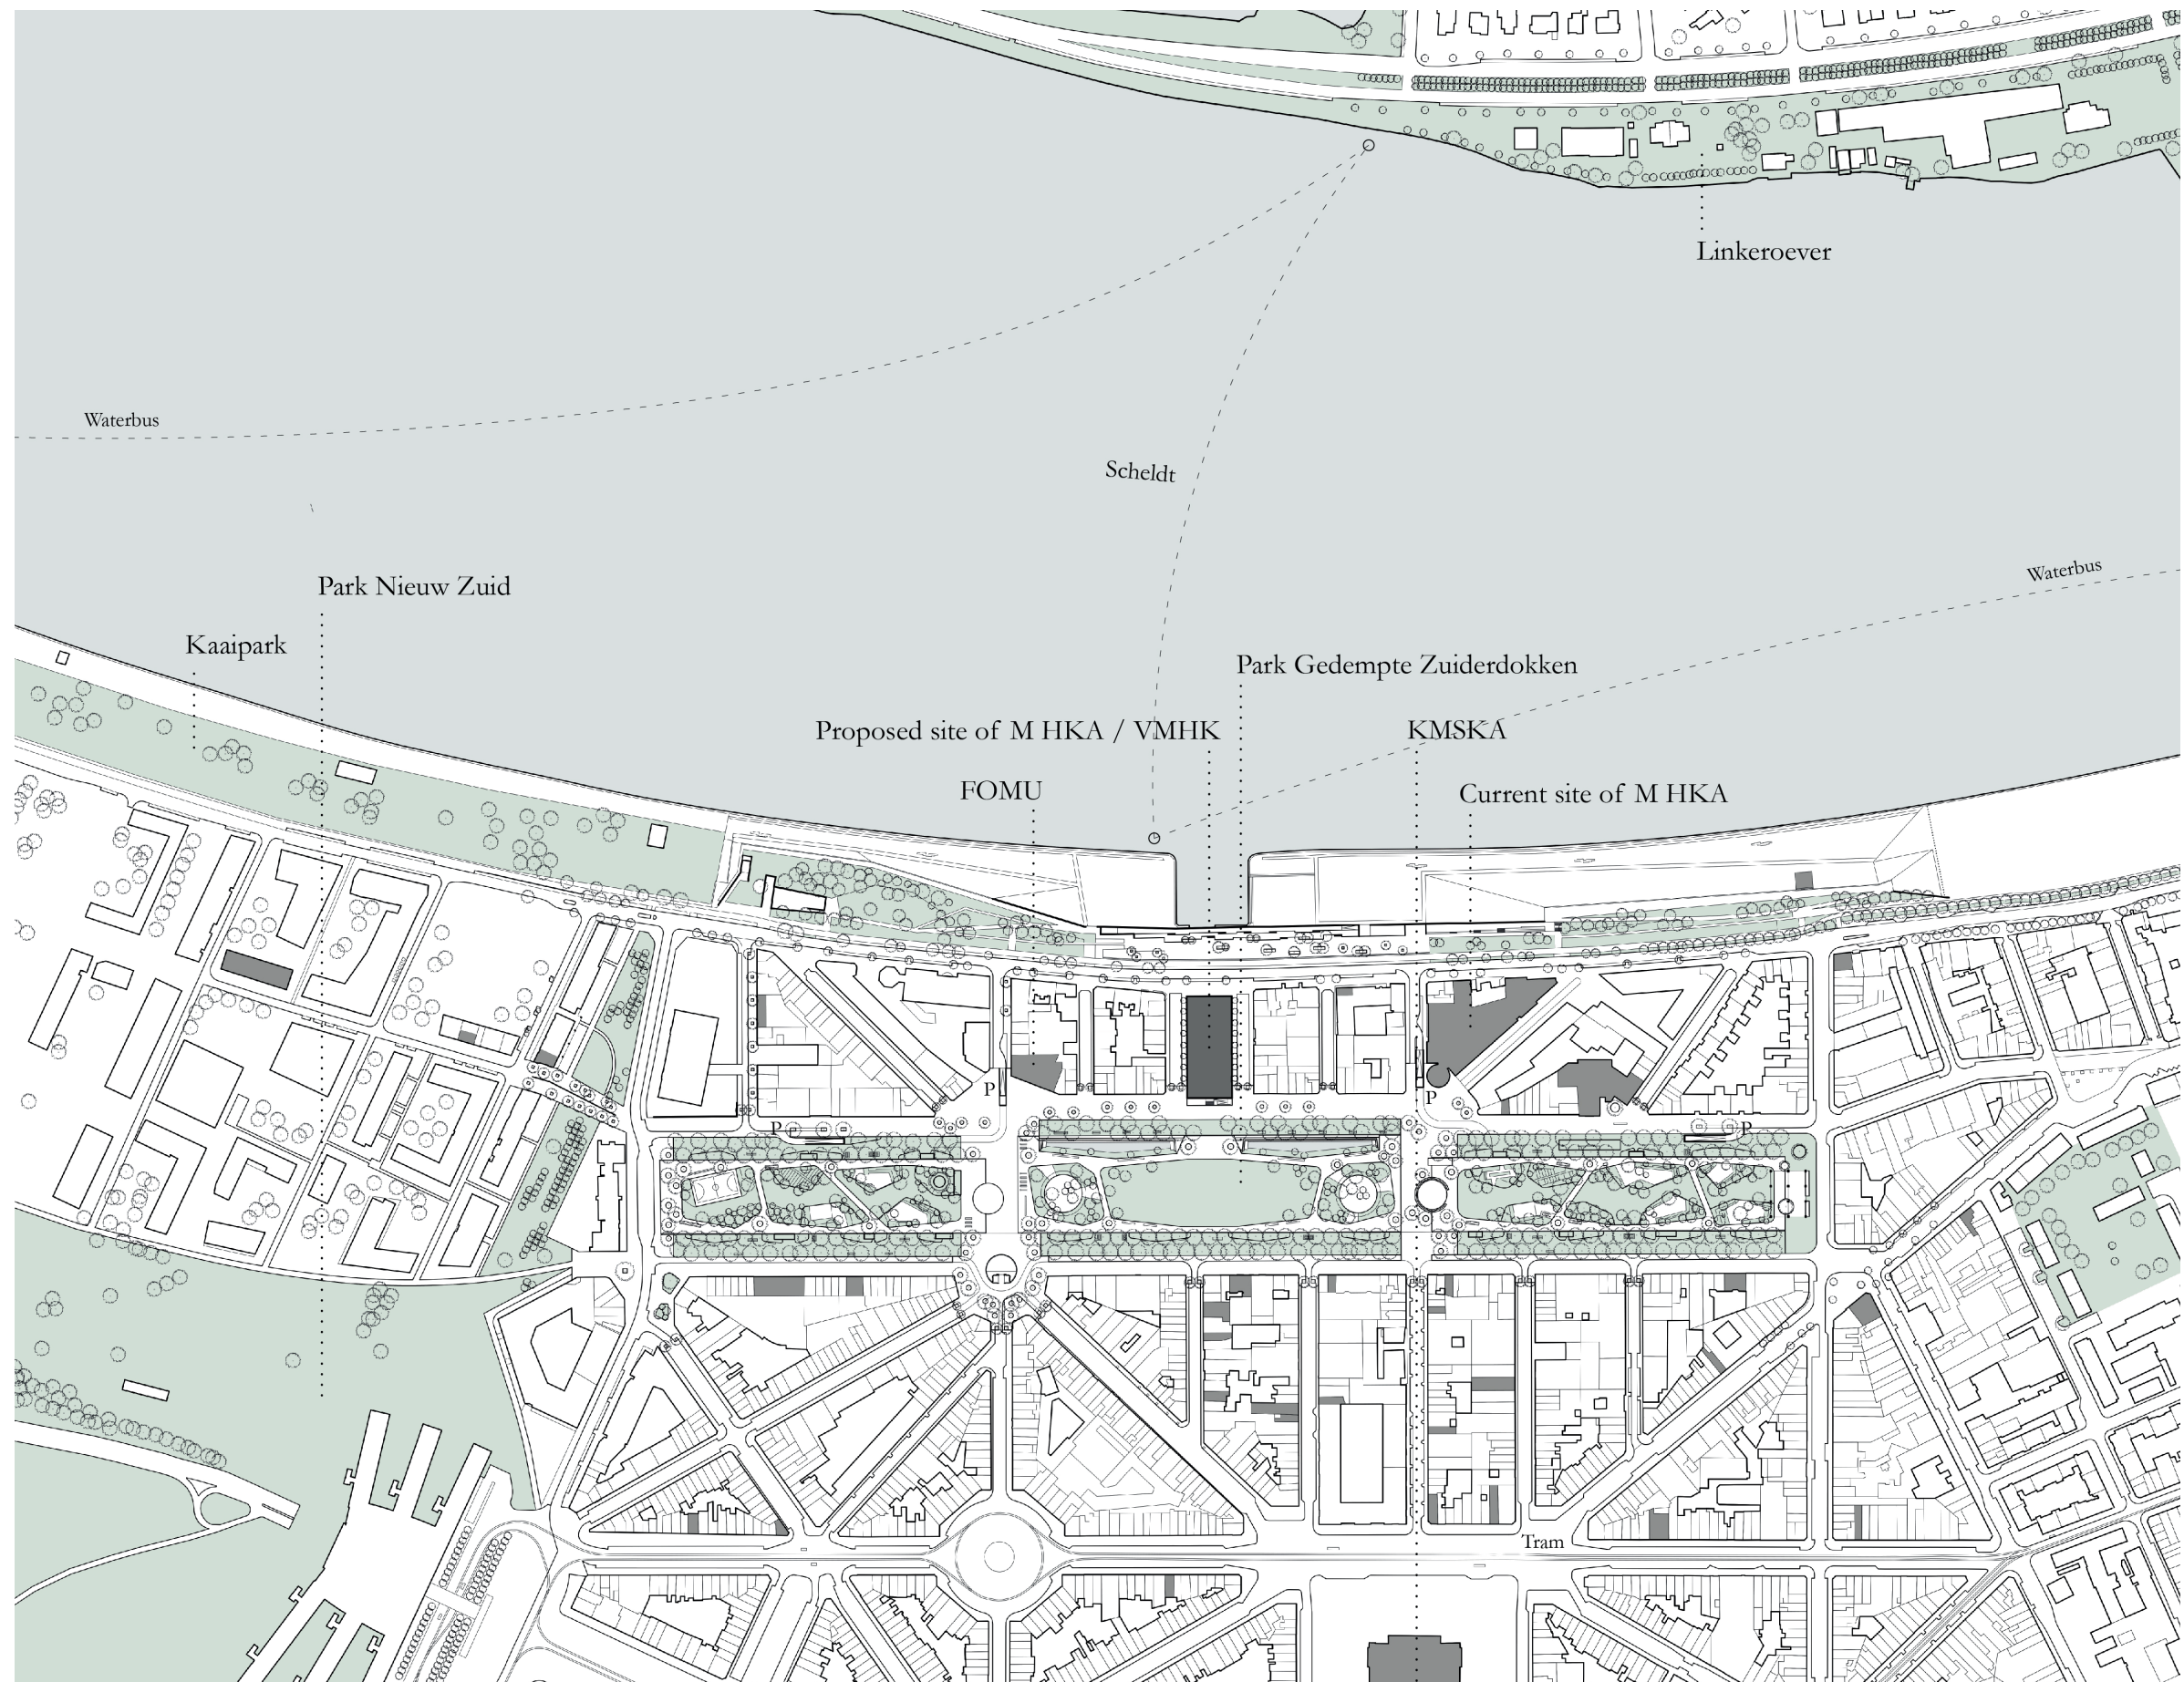 Linkeroever
Waterbus
Scheldt
Waterbus
Park Nieuw Zuid
Kaaipark
Park Gedempte Zuiderdokken
Proposed site of M HKA / VMHK
KMSKA
FOMU
Current site of M HKA
P
P
P
P
Tram